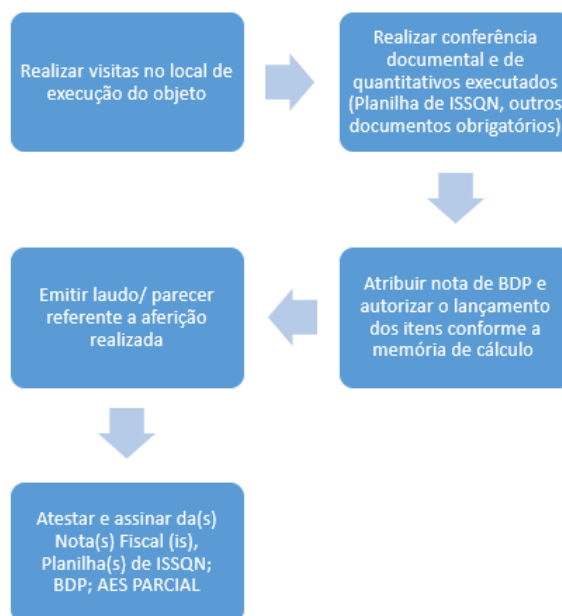 Realizar visitas no local de
execução do objeto
Realizar conferência
documental e de
quantitativos executados
(Planilha de ISSQN, outros
documentos obrigatórios)
Atribuir nota de BDP e
autorizar o lançamento
dos itens conforme a
memória de cálculo
Emitir laudo/ parecer
referente a aferição
realizada
Atestar e assinar da(s)
Nota(s) Fiscal (is),
Planilha(s) de ISSQN;
BDP; AES PARCIAL